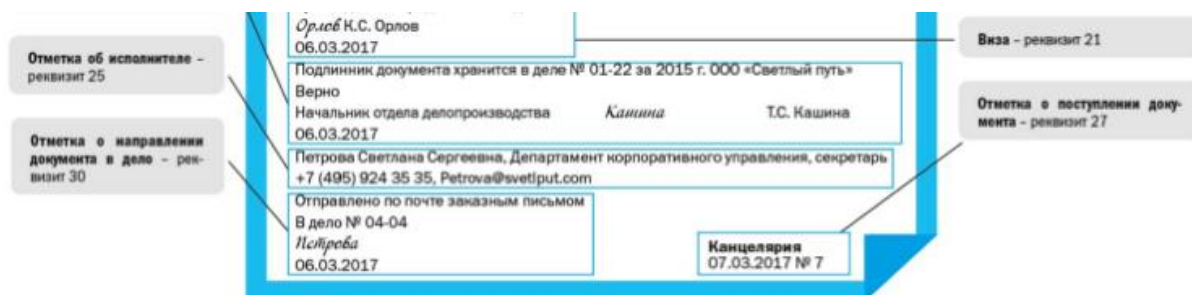 Орлов К.С. Орлов
06.03.2017
Виза – реквизит 21
Отметка об исполнителе –
реквизит 25
Подлинник документа хранится в деле № 01-22 за 2015 г. ООО «Светлый путь»
Верно
Начальник отдела делопроизводства Кашина Т.С. Кашина
06.03.2017
Отметка о поступлении доку-
мента – реквизит 27
Отметка о направлении
документа в дело – рек-
визит 30
Петрова Светлана Сергеевна, Департамент корпоративного управления, секретарь
+7 (495) 924 35 35, Petrova@svetlput.com
Отправлено по почте заказным письмом
В дело № 04-04
Петрова
06.03.2017
Канцелярия
07.03.2017 № 7